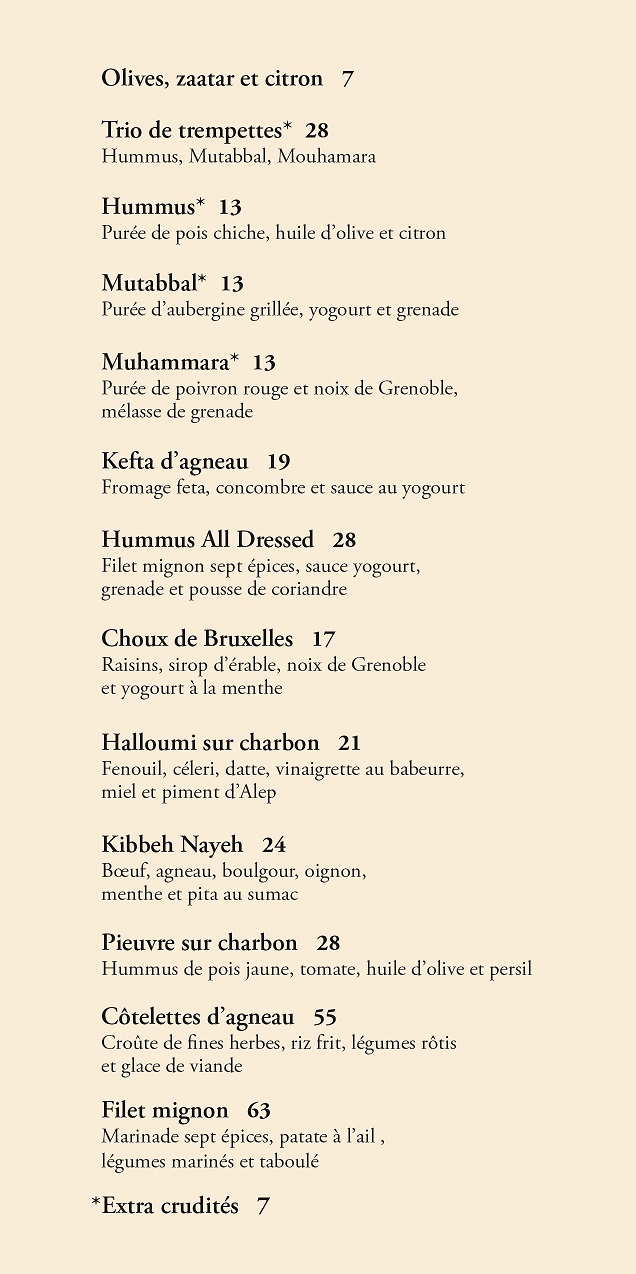 Olives, zaatar et citron 7
Trio de trempettes* 28
Hummus, Mutabbal, Mouhamara
Hummus* 13
Purée de pois chiche, huile d'olive et citron
Mutabbal* 13
Purée d'aubergine grillée, yogourt et grenade
Muhammara* 13
Purée de poivron rouge et noix de Grenoble,
mélasse de grenade
Kefta d'agneau 19
Fromage feta, concombre et sauce au yogourt
Hummus All Dressed 28
Filet mignon sept épices, sauce yogourt,
grenade et pousse de coriandre
Choux de Bruxelles 17
Raisins, sirop d'érable, noix de Grenoble
et yogourt à la menthe
Halloumi sur charbon 21
Fenouil, céleri, datte, vinaigrette au babeurre,
miel et piment d'Alep
Kibbeh Nayeh 24
Bœuf, agneau, boulgour, oignon,
menthe et pita au sumac
Pieuvre sur charbon 28
Hummus de pois jaune, tomate, huile d'olive et persil
Côtelettes d'agneau 55
Croûte de fines herbes, riz frit, légumes rôtis
et glace de viande
Filet mignon 63
Marinade sept épices, patate à l'ail ,
légumes marinés et taboulé
*Extra crudités 7